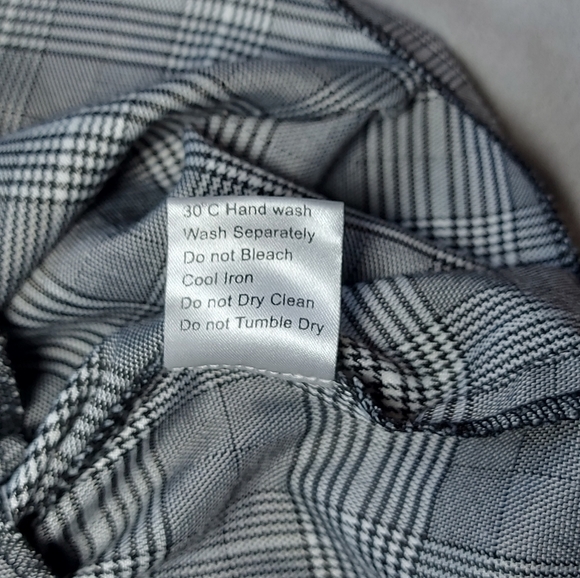 30°C Hand wash
Wash Separately
Do not Bleach
Cool Iron
Do not Dry Clean
Do not Tumble Dry